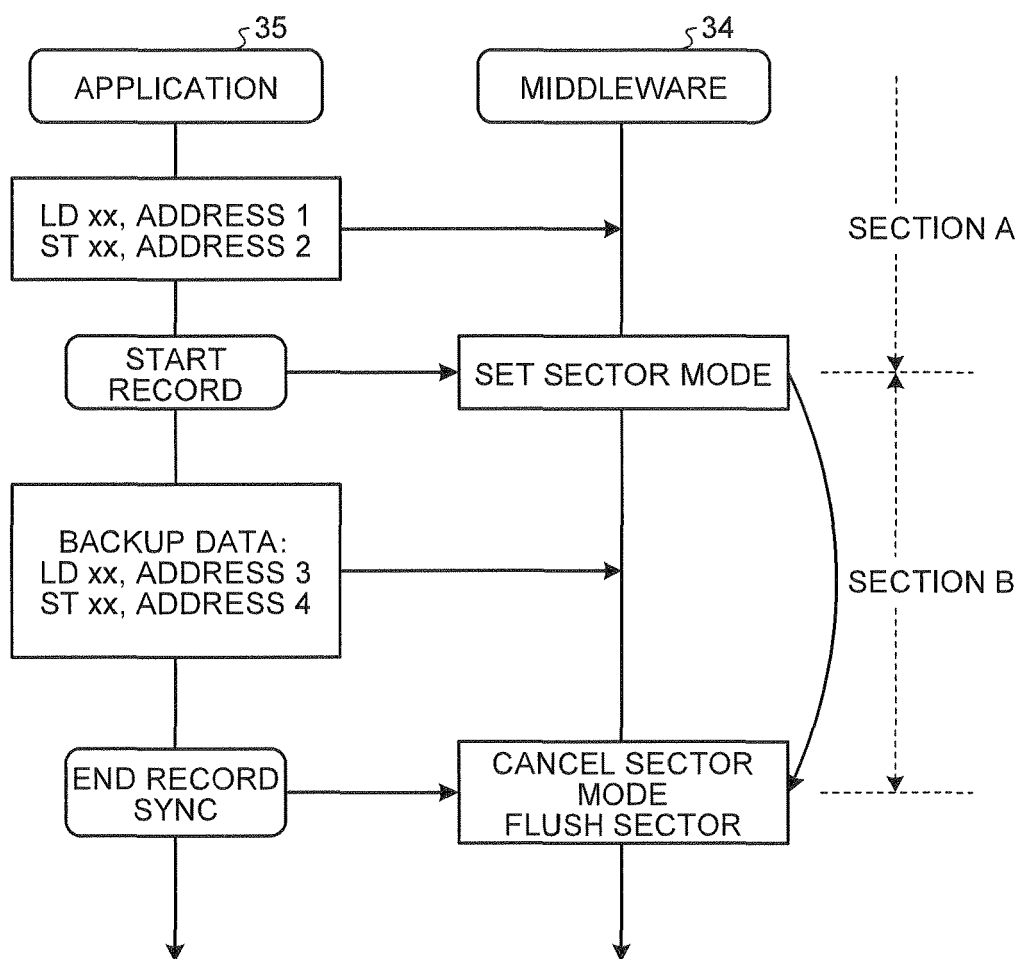 35
34
APPLICATION
MIDDLEWARE
LD xx, ADDRESS 1
ST xx, ADDRESS 2
SECTION A
START
RECORD
SET SECTOR MODE
BACKUP DATA:
LD xx, ADDRESS 3
ST xx, ADDRESS 4
SECTION B
END RECORD
SYNC
CANCEL SECTOR
MODE
FLUSH SECTOR